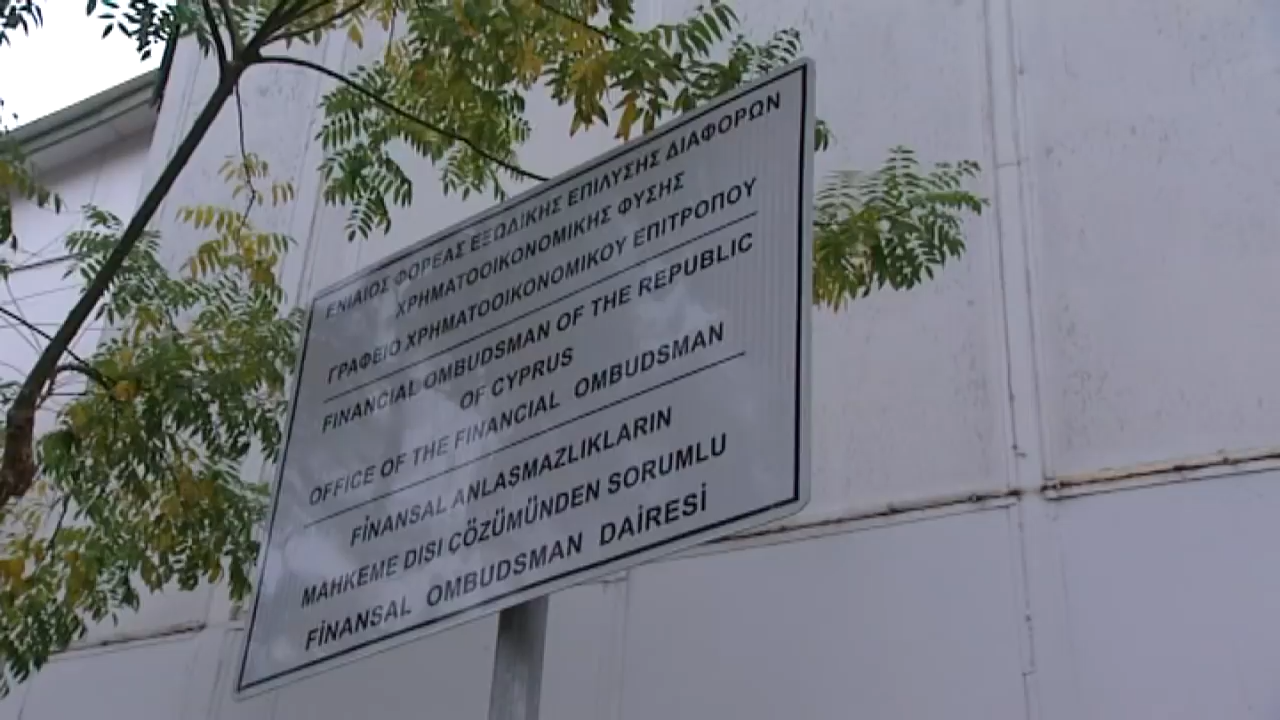 ΕΝΙΑΙΟΣ ΦΟΡΕΑΣ ΕΞΩΔΙΚΗΣ ΕΠΙΛΥΣΗΣ ΔΙΑΦΟΡΩΝ
ΧΡΗΜΑΤΟΟΙΚΟΝΟΜΙΚΗΣ ΦΥΣΗΣ
ΓΡΑΦΕΙΟ ΧΡΗΜΑΤΟΟΙΚΟΝΟΜΙΚΟΥ ΕΠΙΤΡΟΠΟΥ
FINANCIAL OMBUDSMAN OF THE REPUBLIC
OF CYPRUS
OFFICE OF THE FINANCIAL OMBUDSMAN
FİNANSAL ANLASMAZLIKLARIN
MAHKEME DISI ÇÖZÜMÜNDEN SORUMLU
FİNANSAL OMBUDSMAN DAİRESİ